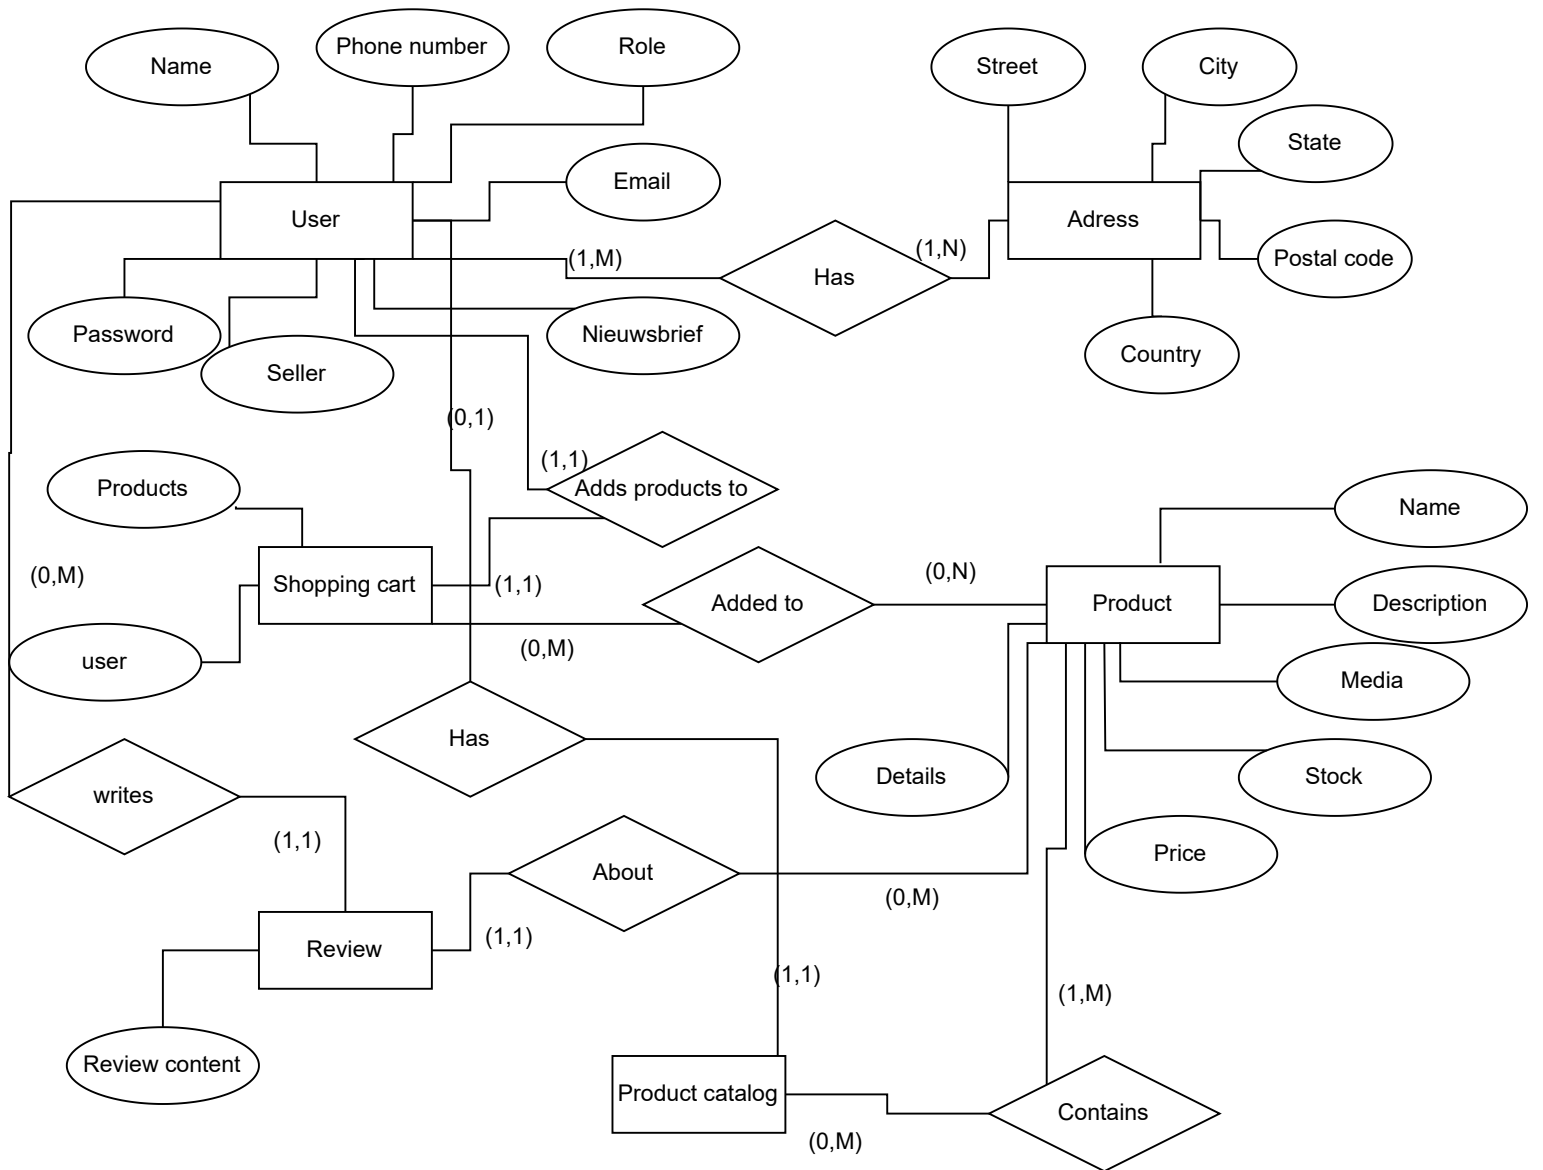 Name
Phone number
Role
Street
City
State
Email
User
Adress
(1,M)
Has
(1,N)
Postal code
Password
Seller
Nieuwsbrief
Country
(0,1)
(1,1)
Adds products to
Products
Name
(0,M)
Shopping cart
(1,1)
Added to
(0,N)
Product
Description
user
(0,M)
Media
Has
Details
Stock
writes
(1,1)
About
(0,M)
Price
Review
(1,1)
(1,1)
(1,M)
Review content
Product catalog
(0,M)
Contains